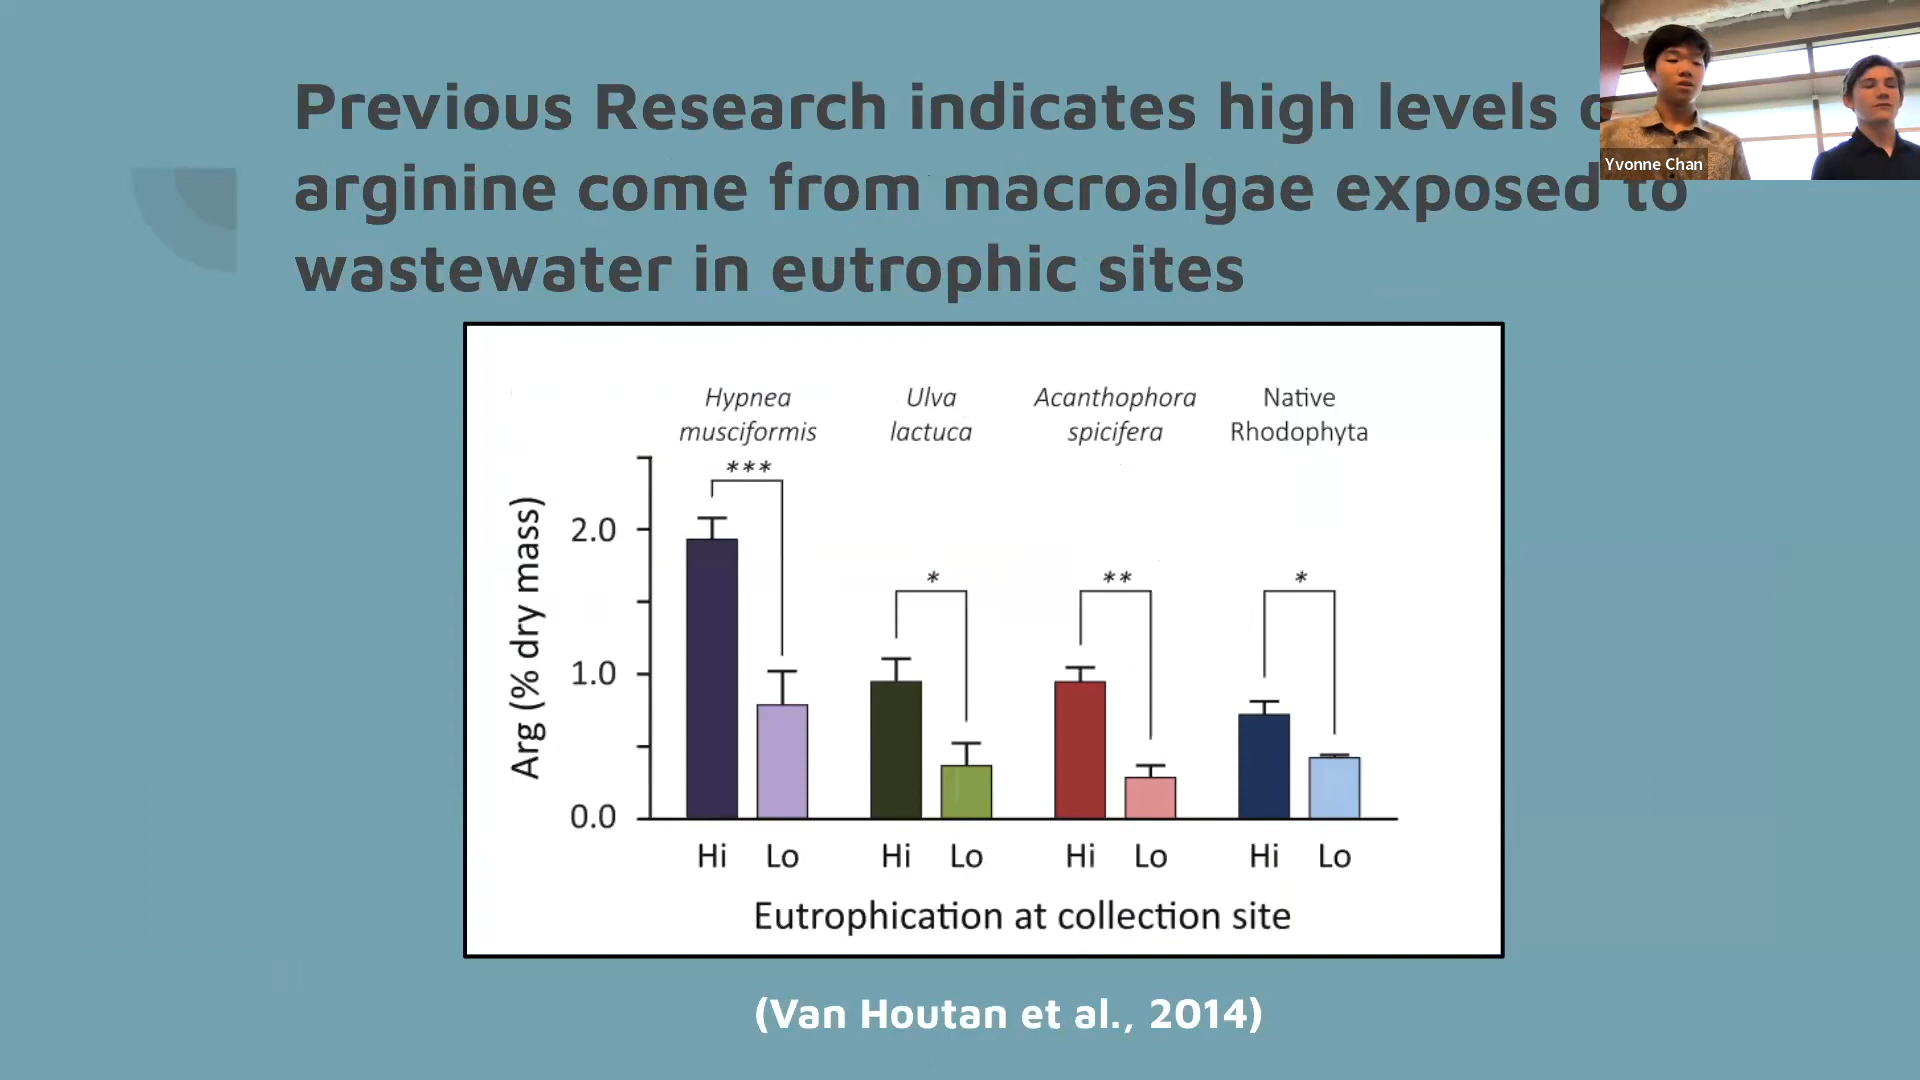 Previous Research indicates high levels
arginine come from macroalgae exposed to
wastewater in eutrophic sites
Yvonne Chan
Hypnea musciformis
Ulva lactuca
Acanthophora spicifera
Native Rhodophyta
*** * ** *
Arg (% dry mass)
2.0
1.0
0.0
Hi Lo Hi Lo Hi Lo Hi Lo
Eutrophication at collection site
(Van Houtan et al., 2014)